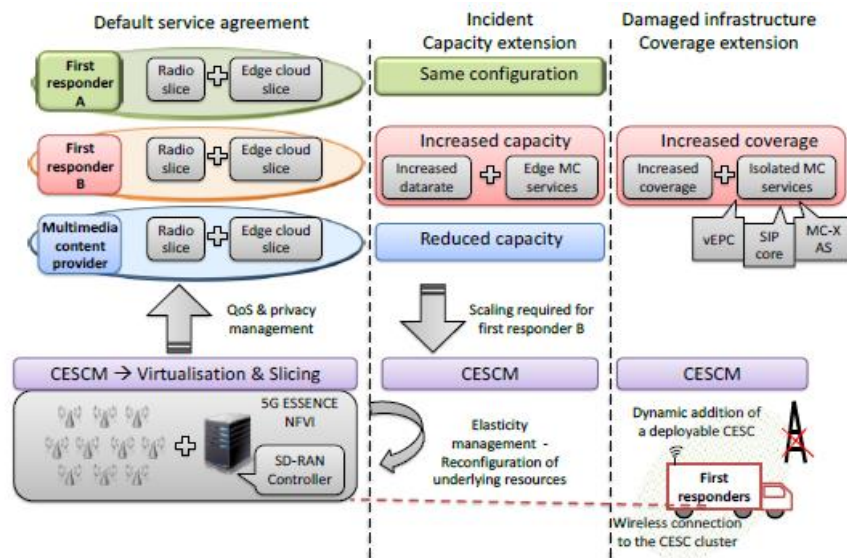 Default service agreement
Incident
Capacity extension
Damaged infrastructure
Coverage extension
First
responder
A
Radio
slice
Edge cloud
slice
Same configuration
First
responder
B
Radio
slice
Edge cloud
slice
Increased capacity
Increased
datarate
Edge MC
services
Increased coverage
Increased
coverage
Isolated MC
services
vEPC
SIP
core
MC-X
AS
Multimedia
content
provider
Radio
slice
Edge cloud
slice
Reduced capacity
QoS & privacy
management
Scaling required for
first responder B
CESCM → Virtualisation & Slicing
CESCM
CESCM
5G ESSENCE
NFVI
SD-RAN
Controller
Elasticity
management -
Reconfiguration of
underlying resources
Dynamic addition of
a deployable CESC
First
responders
Wireless connection
to the CESC cluster